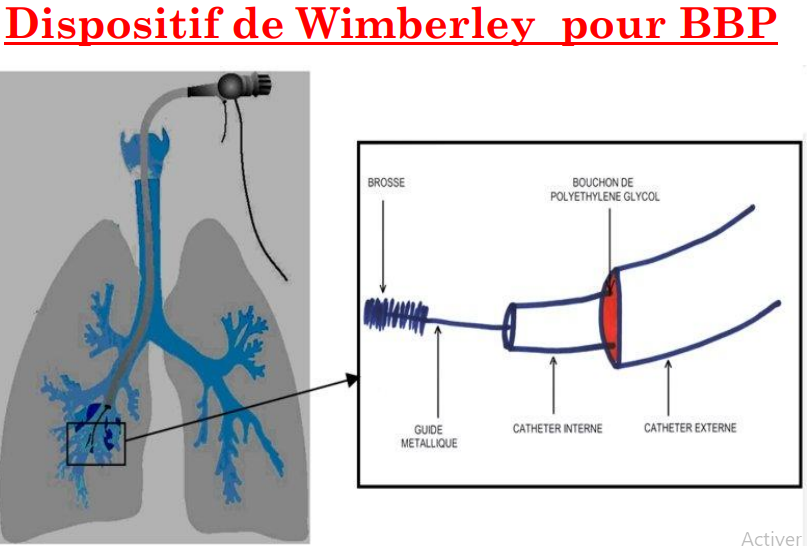 Dispositif de Wimberley pour BBP
BROSSE
BOUCHON DE
POLYETHYLENE GLYCOL
GUIDE
METALLIQUE
CATHETER INTERNE
CATHETER EXTERNE
Activer